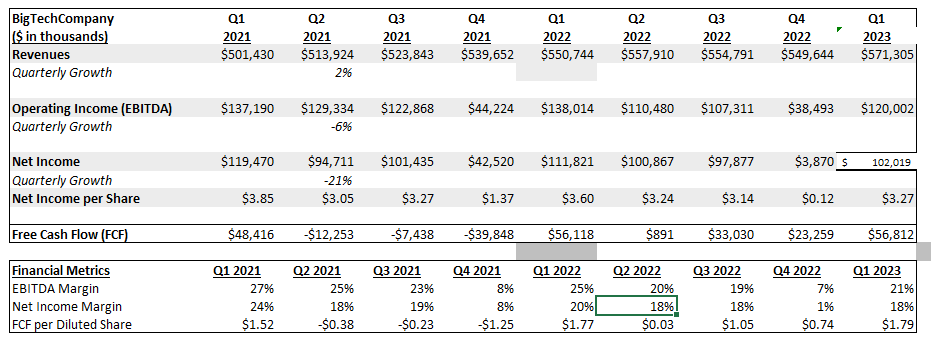 BigTechCompany Q1 Q2 Q3 Q4 Q1 Q2 Q3 Q4 Q1
($ in thousands) 2021 2021 2021 2021 2022 2022 2022 2022 2023
Revenues $501,430 $513,924 $523,843 $539,652 $550,744 $557,910 $554,791 $549,644 $571,305
Quarterly Growth 2%
Operating Income (EBITDA) $137,190 $129,334 $122,868 $44,224 $138,014 $110,480 $107,311 $38,493 $120,002
Quarterly Growth -6%
Net Income $119,470 $94,711 $101,435 $42,520 $111,821 $100,867 $97,877 $3,870 $ 102,019
Quarterly Growth -21%
Net Income per Share $3.85 $3.05 $3.27 $1.37 $3.60 $3.24 $3.14 $0.12 $3.27
Free Cash Flow (FCF) $48,416 -$12,253 -$7,438 -$39,848 $56,118 $891 $33,030 $23,259 $56,812
Financial Metrics Q1 2021 Q2 2021 Q3 2021 Q4 2021 Q1 2022 Q2 2022 Q3 2022 Q4 2022 Q1 2023
EBITDA Margin 27% 25% 23% 8% 25% 20% 19% 7% 21%
Net Income Margin 24% 18% 19% 8% 20% 18% 18% 1% 18%
FCF per Diluted Share $1.52 -$0.38 -$0.23 -$1.25 $1.77 $0.03 $1.05 $0.74 $1.79